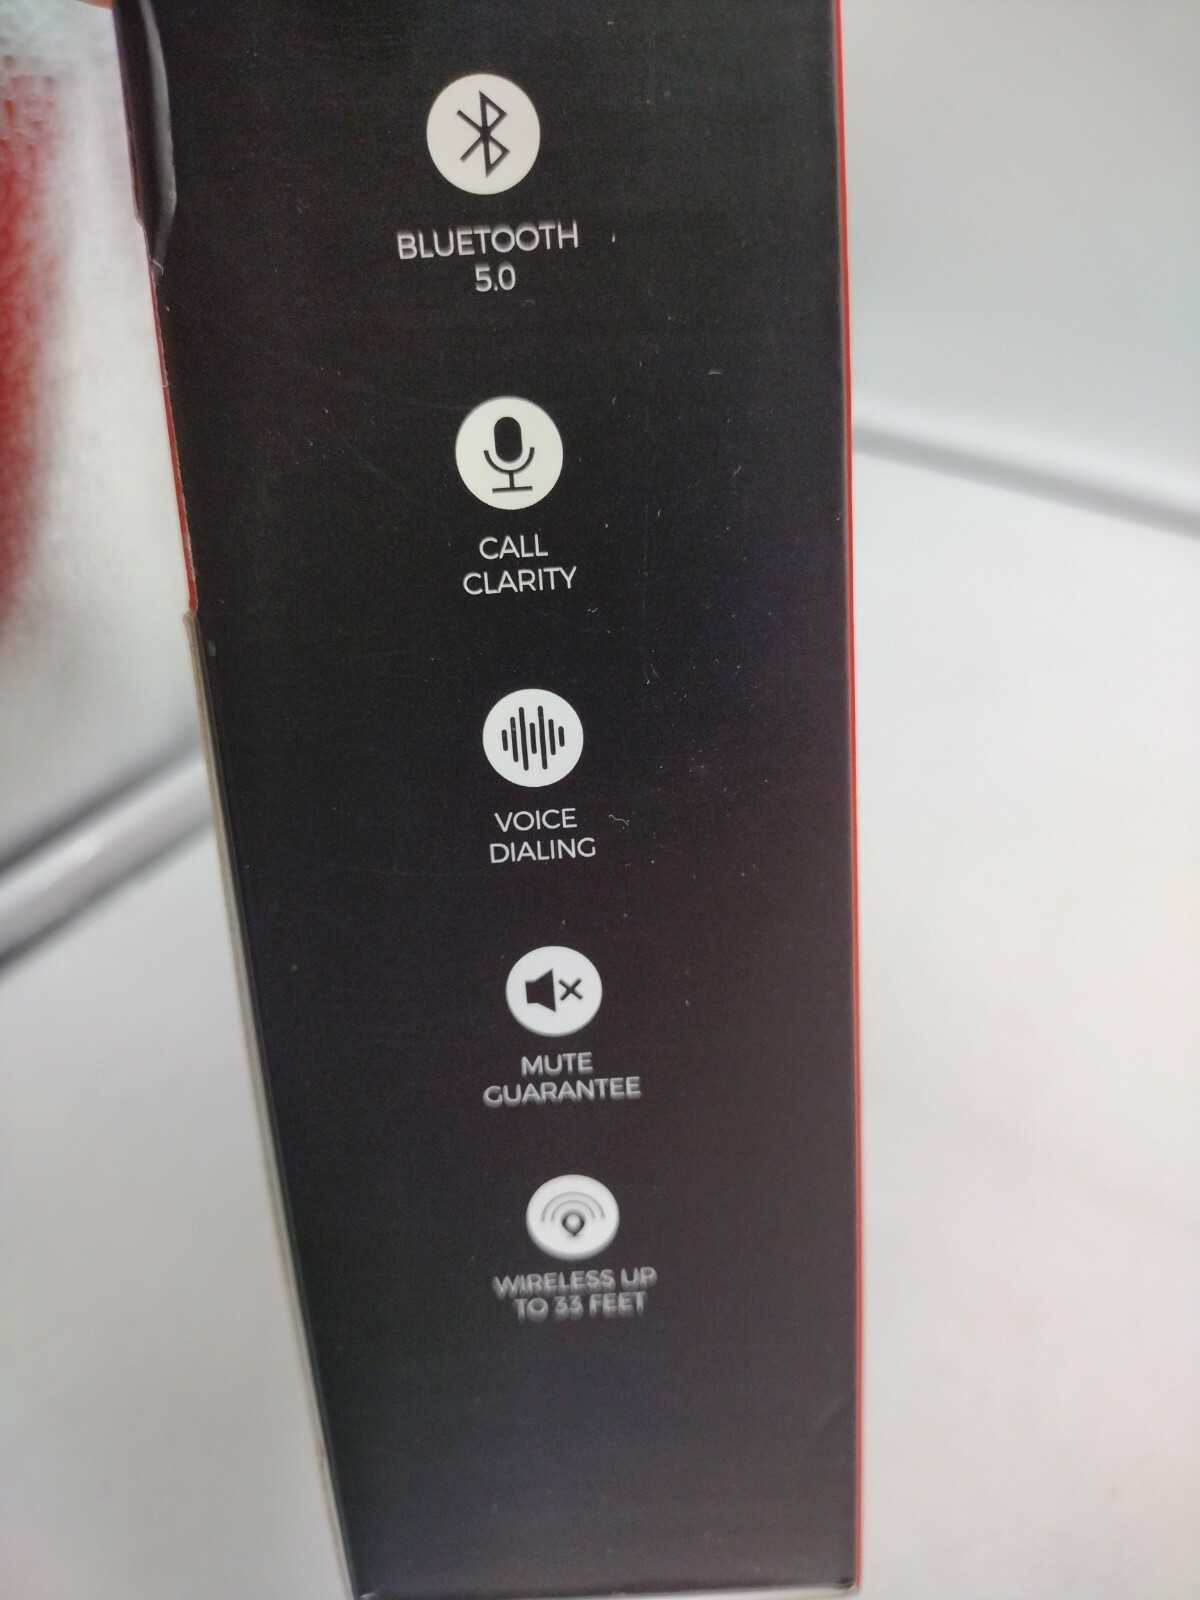 BLUETOOTH
5.0
CALL
CLARITY
VOICE
DIALING
MUTE
GUARANTEE
WIRELESS UP
TO 33 FEET